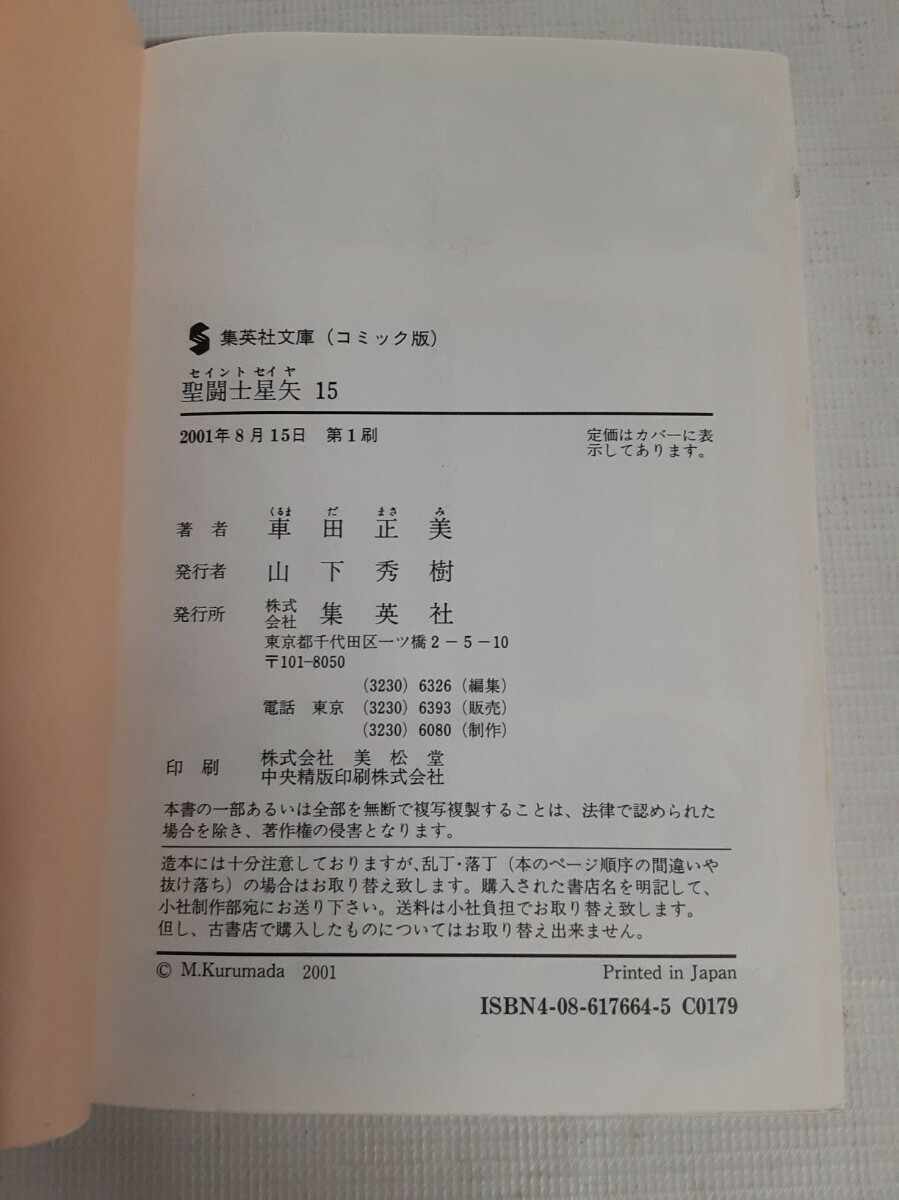 集英社文庫（コミック版）
セイント セイ ヤ
聖闘士星矢 15
2001年8月15日 第1刷
定価はカバーに表
示してあります。
くるま だ まさ み
著者 車田正美
発行者 山下秀樹
発行所 株式会社 集英社
東京都千代田区一ツ橋2－5－10
〒101-8050
(3230) 6326（編集）
電話 東京 (3230) 6393（販売）
(3230) 6080（制作）
印刷 株式会社 美松堂
中央精版印刷株式会社
本書の一部あるいは全部を無断で複写複製することは、法律で認められた
場合を除き、著作権の侵害となります。
造本には十分注意しておりますが、乱丁・落丁（本のページ順序の間違いや
抜け落ち）の場合はお取り替え致します。購入された書店名を明記して、
小社制作部宛にお送り下さい。送料は小社負担でお取り替え致します。
但し、古書店で購入したものについてはお取り替え出来ません。
© M.Kurumada 2001
Printed in Japan
ISBN4-08-617664-5 C0179